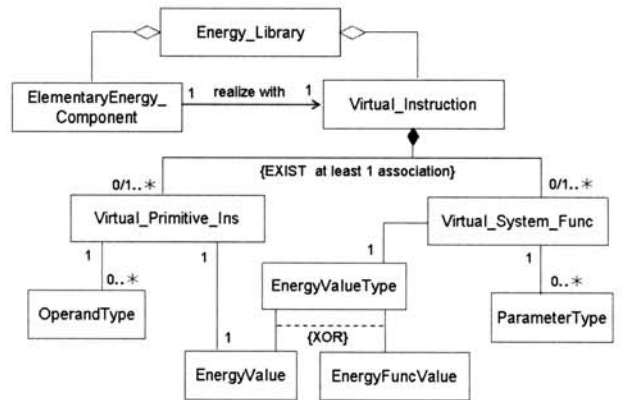 Energy_Library
ElementaryEnergy_
Component
1 realize with 1
Virtual_Instruction
{EXIST at least 1 association}
0/1..* 0/1..*
Virtual_Primitive_Ins
Virtual_System_Func
1 1 1 1
0..* 0..*
EnergyValueType
OperandType
ParameterType
{XOR}
1
EnergyValue
EnergyFuncValue